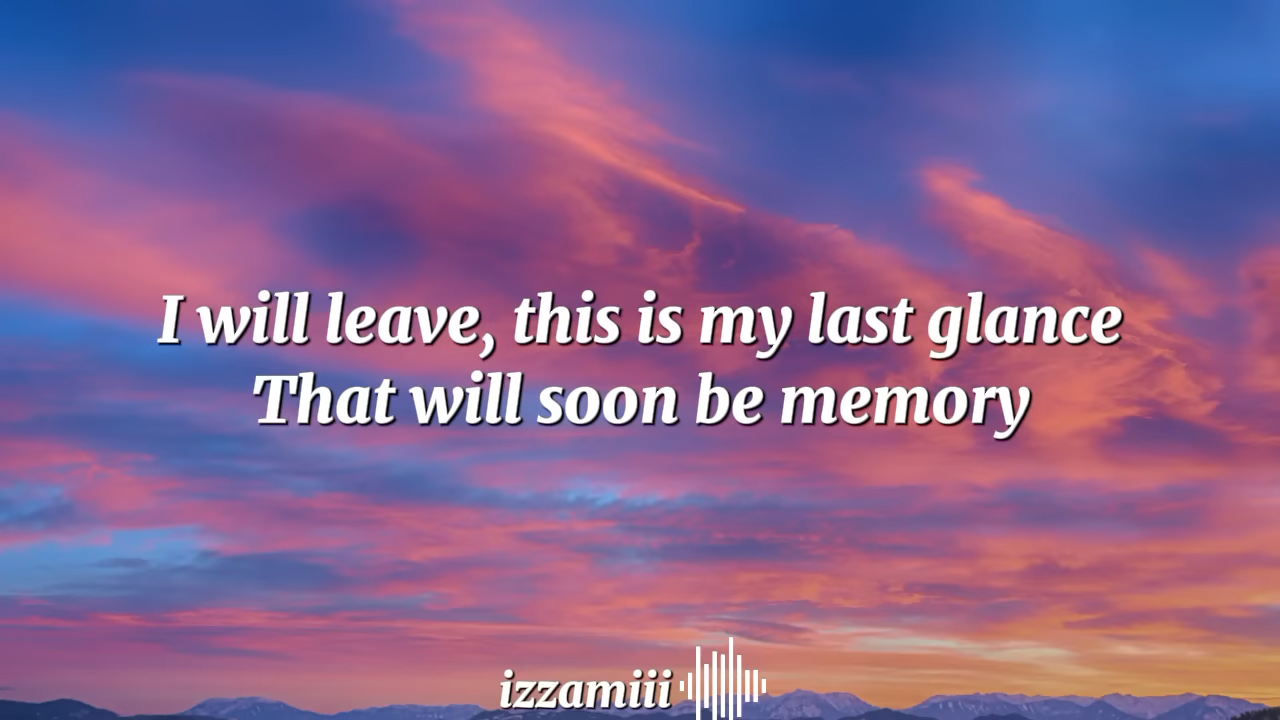 I will leave, this is my last glance
That will soon be memory
izzamiii